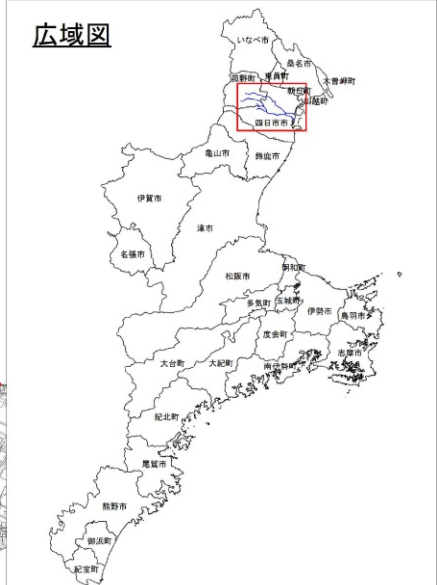 広域図
いなべ市
桑名市
東員町
木曽岬町
菰野町
朝日町
川越町
四日市市
亀山市
鈴鹿市
伊賀市
津市
名張市
松阪市
明和町
多気町
玉城町
伊勢市
鳥羽市
度会町
志摩市
大台町
大紀町
南伊勢町
紀北町
尾鷲市
熊野市
御浜町
紀宝町